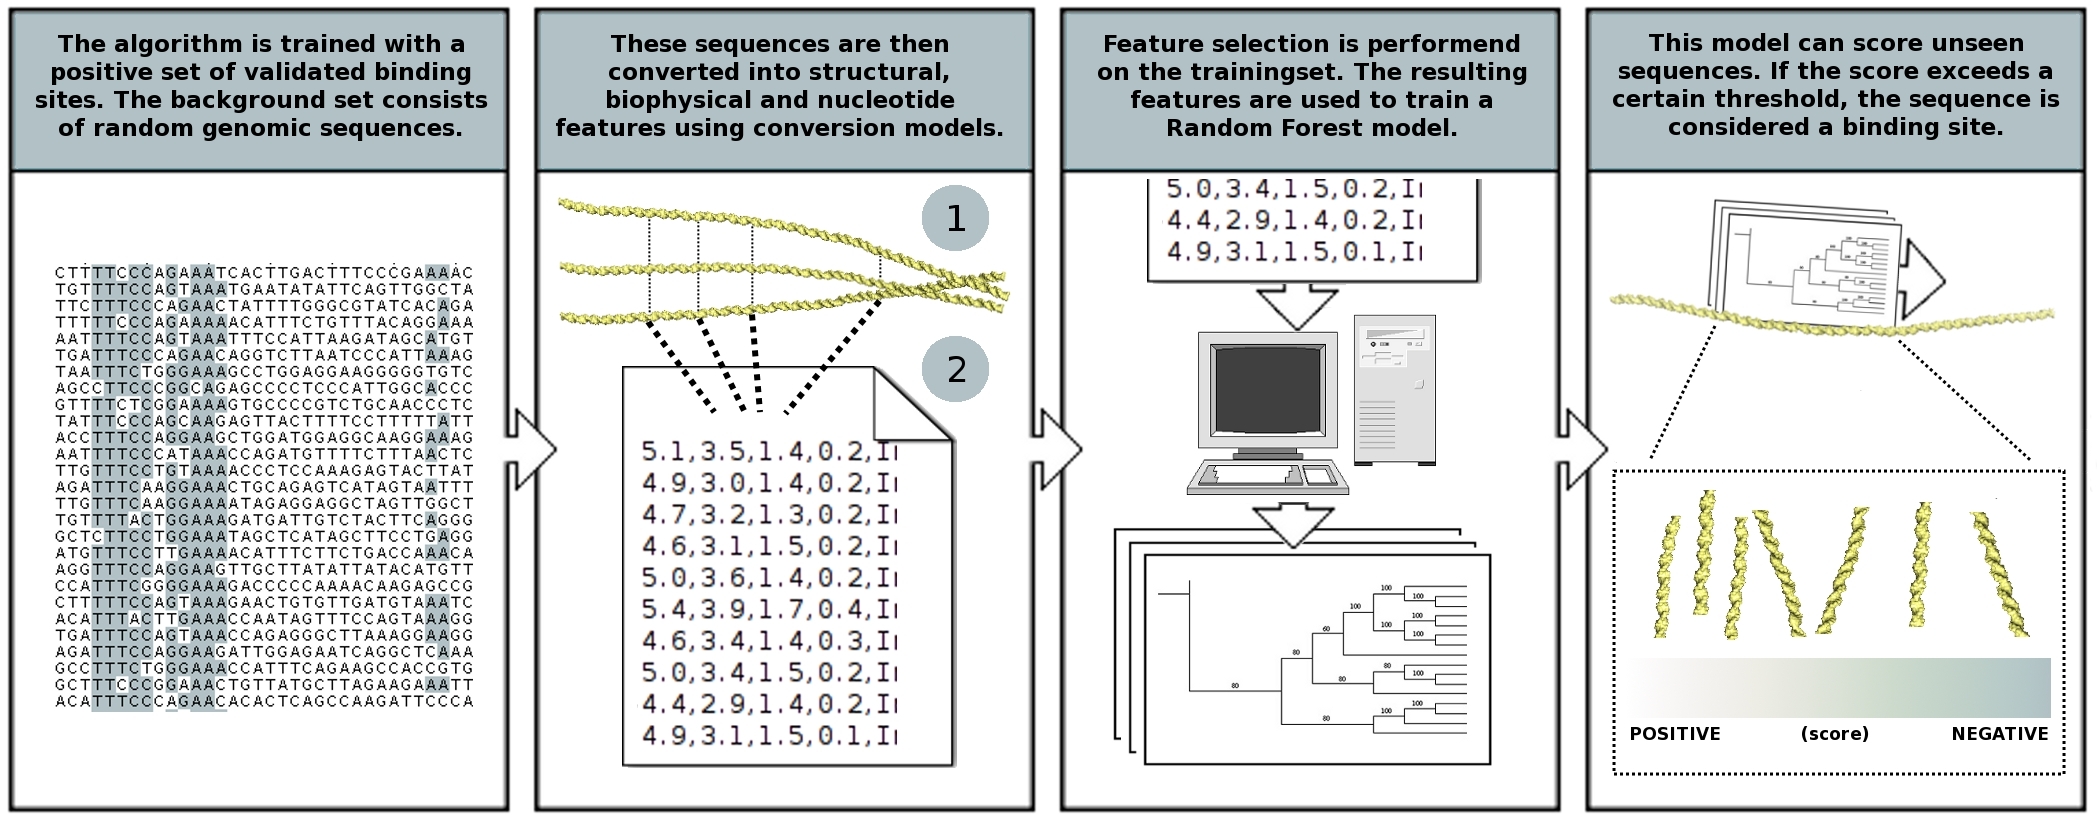 The algorithm is trained with a
positive set of validated binding
sites. The background set consists
of random genomic sequences.
CTTTTCCCAGAAATCACTTGACTTTCCCGAAAAC
TGTTTTCCAGTAAATGAATATATTCAGTTGGCTA
TTCTTTCCCAGAACTATTTTGGGCGTATCACAGA
TTTTTCCCAGAAAAACATTTCTGTTTACAGGAAA
AATTTTCCAGTAAATTTCCATTAAGATAGCATGT
TGATTTCCCAGAACAGGTCTTAATCCCATTAAAG
TAATTTCTGGGAAAGCCTGGAGGAAGGGGGTGTC
AGCCTTCCCGGCAGAGCCCCTCCCATTGGCACCC
GTTTTCTCGGAAAAGTGCCCCGTCTGCAACCCTC
TATTTCCCAGCAAGAGTTACTTTTCCTTTTTATT
ACCTTTCCAGGAAGCTGGATGGAGGCAAGGAAAG
AATTTTCCCATAAACCAGATGTTTTCTTTAACTC
TTGTTTCCTGTAAAACCCTCCAAAGAGTACTTAT
AGATTTCAAGGAAACTGCAGAGTCATAGTAATTT
TTGTTTCAAGGAAAATAGAGGAGGCTAGTTGGCT
TGTTTTACTGGAAAGATGATTGTCTACTTCAGGG
GCTCTTCCTGGAAATAGCTCATAGCTTCCTGAGG
ATGTTTCCTTGAAAACATTTCTTCTGACCAAACA
AGGTTTCCAGGAAGTTGCTTATATTATACATGTT
CCATTTCGGGGAAAGACCCCCAAAACAAGAGCCG
CTTTTTCCAGTAAAGAACTGTGTTGATGTAAATC
ACATTTACTTGAAACCAATAGTTTCCAGTAAAGG
TGATTTCCAGTAAACCAGAGGGCTTAAAGGAAGG
AGATTTCCAGGAAGATTGGAGAATCAGGCTCAAA
GCCTTTCTGGGAAACCATTTCAGAAGCCACCGTG
GCTTTCCCGGAAACTGTTATGCTTAGAAGAAATT
ACATTTCCCAGAACACACTCAGCCAAGATTCCCA
These sequences are then
converted into structural,
biophysical and nucleotide
features using conversion models.
1
2
5.1,3.5,1.4,0.2,I
4.9,3.0,1.4,0.2,I
4.7,3.2,1.3,0.2,I
4.6,3.1,1.5,0.2,I
5.0,3.6,1.4,0.2,I
5.4,3.9,1.7,0.4,I
4.6,3.4,1.4,0.3,I
5.0,3.4,1.5,0.2,I
4.4,2.9,1.4,0.2,I
4.9,3.1,1.5,0.1,I
Feature selection is performend
on the trainingset. The resulting
features are used to train a
Random Forest model.
5.0,3.4,1.5,0.2,I
4.4,2.9,1.4,0.2,I
4.9,3.1,1.5,0.1,I
100
100
100
100
60
100
80
80
100
80
80
100
100
80
This model can score unseen
sequences. If the score exceeds a
certain threshold, the sequence is
considered a binding site.
POSITIVE (score) NEGATIVE